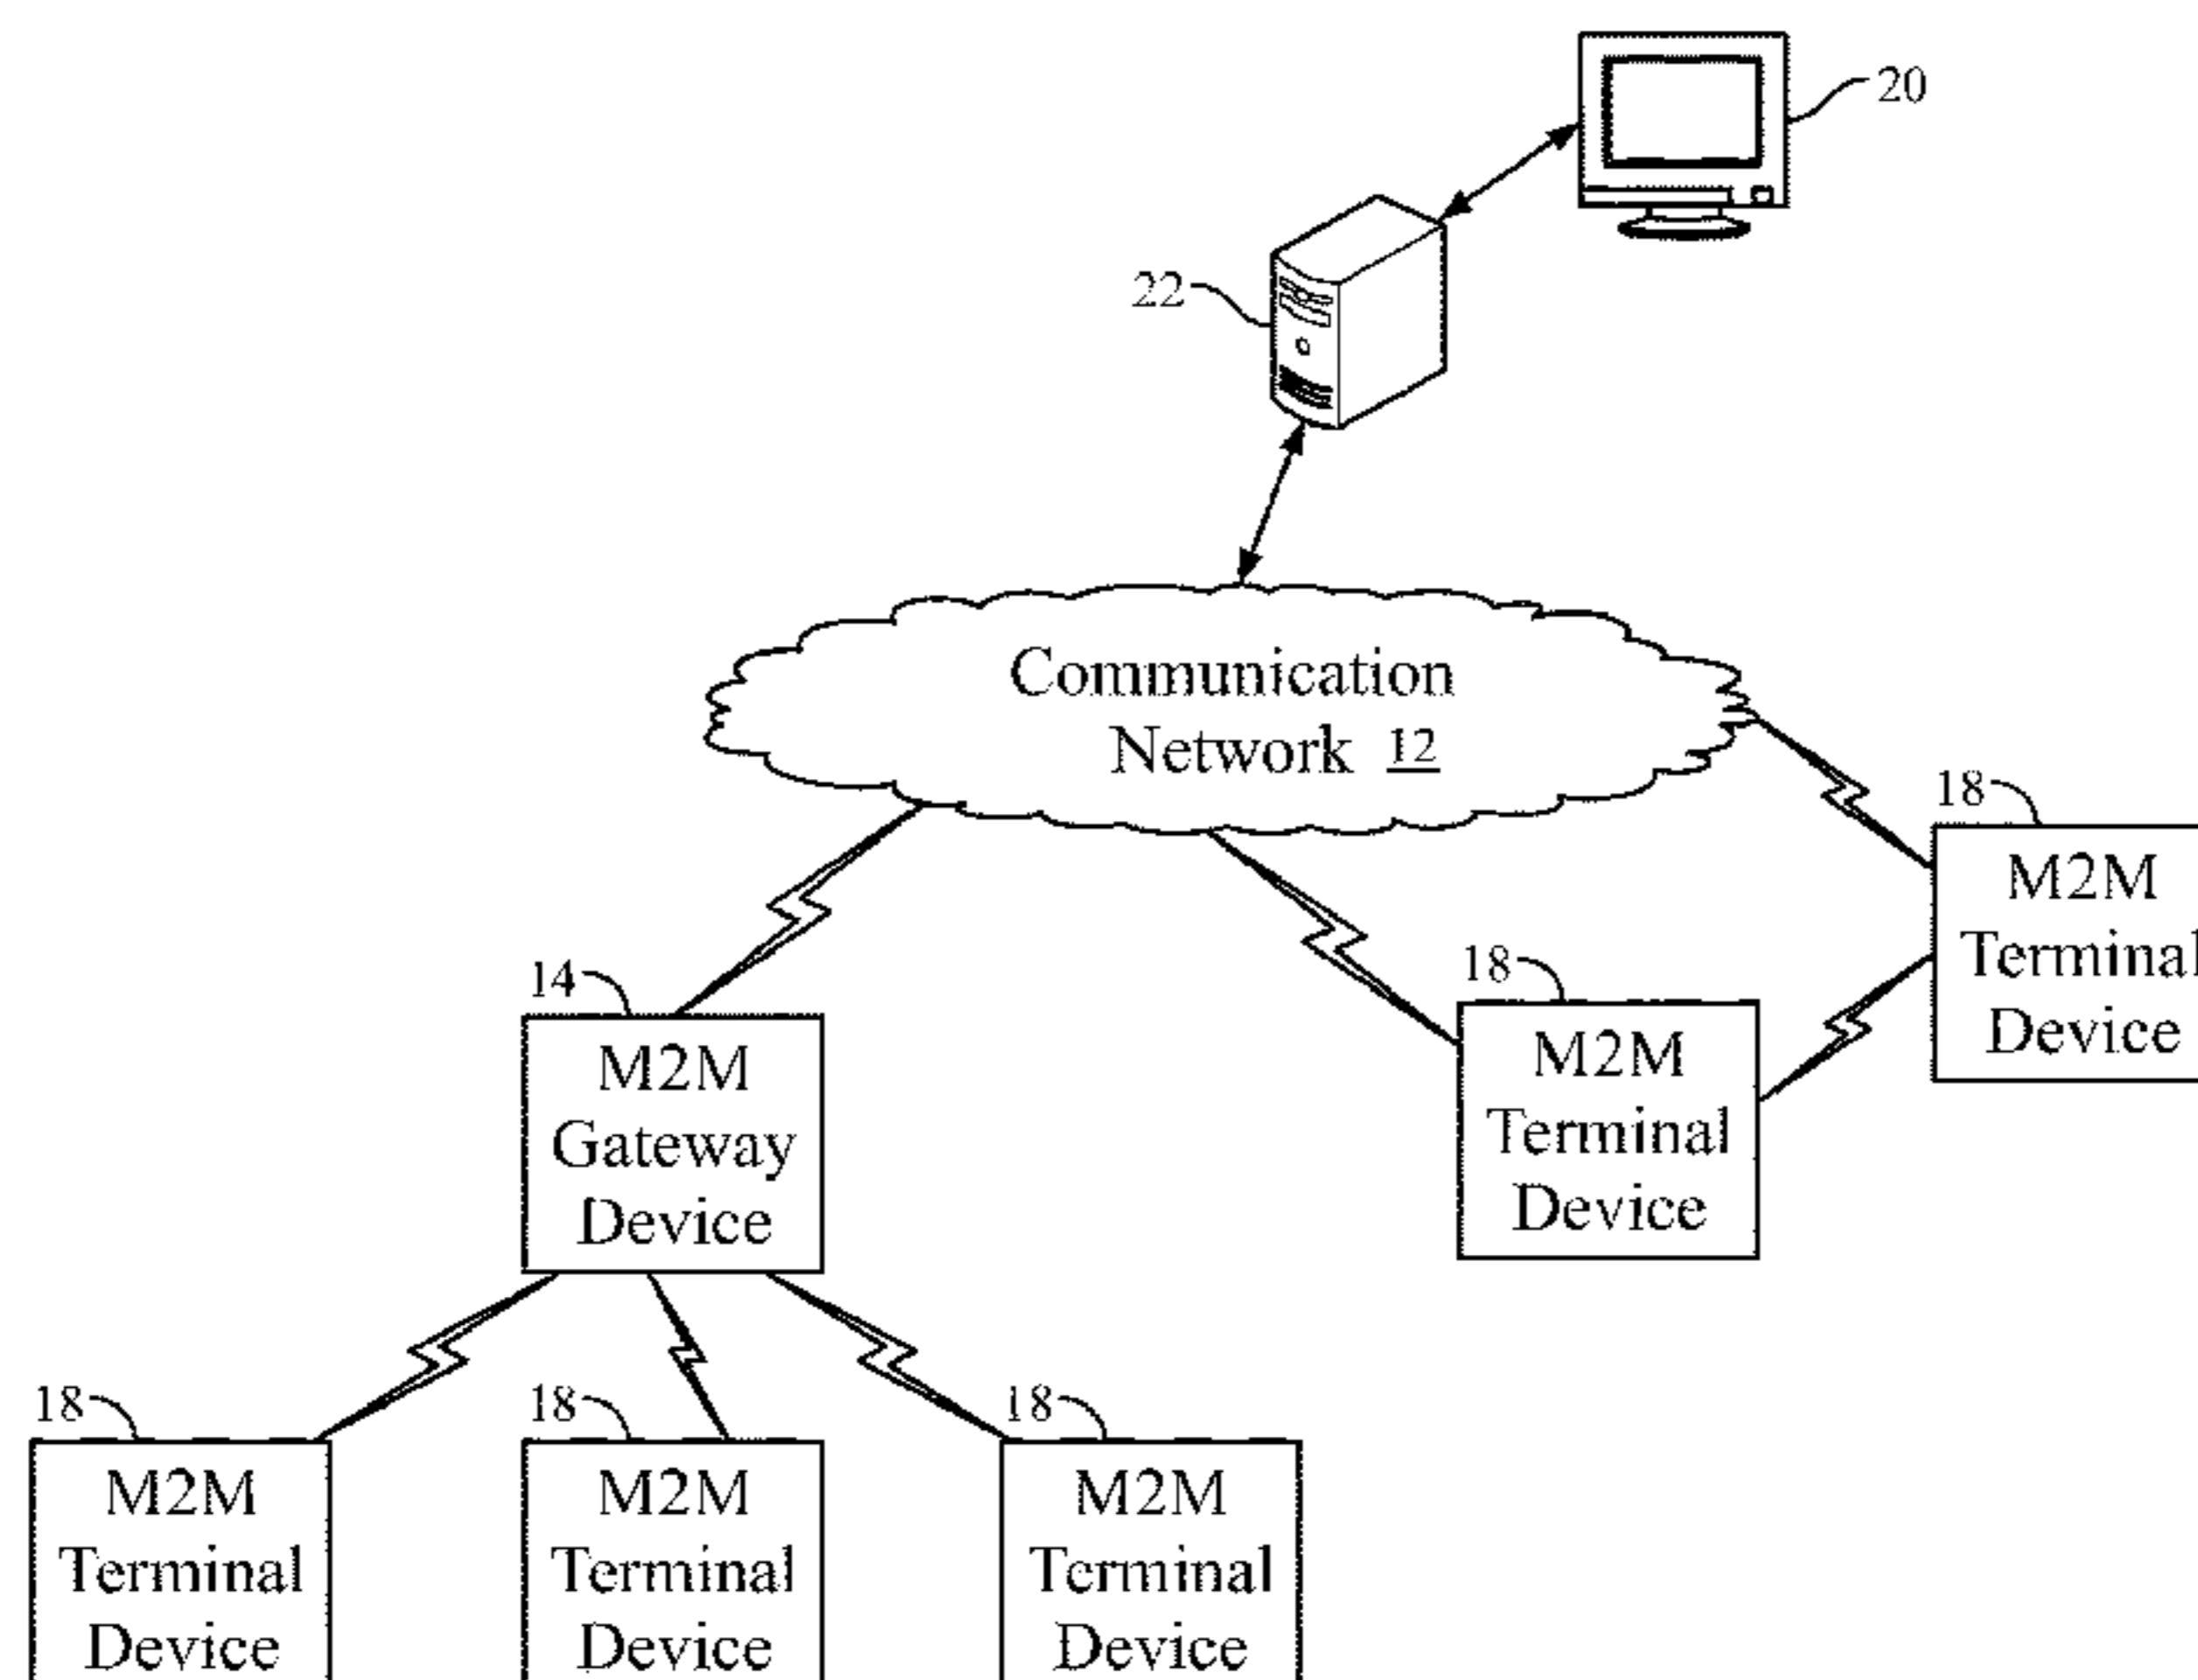 20
22
Communication
Network 12
18
M2M
Terminal
Device
18
M2M
Terminal
Device
14
M2M
Gateway
Device
18
M2M
Terminal
Device
18
M2M
Terminal
Device
18
M2M
Terminal
Device